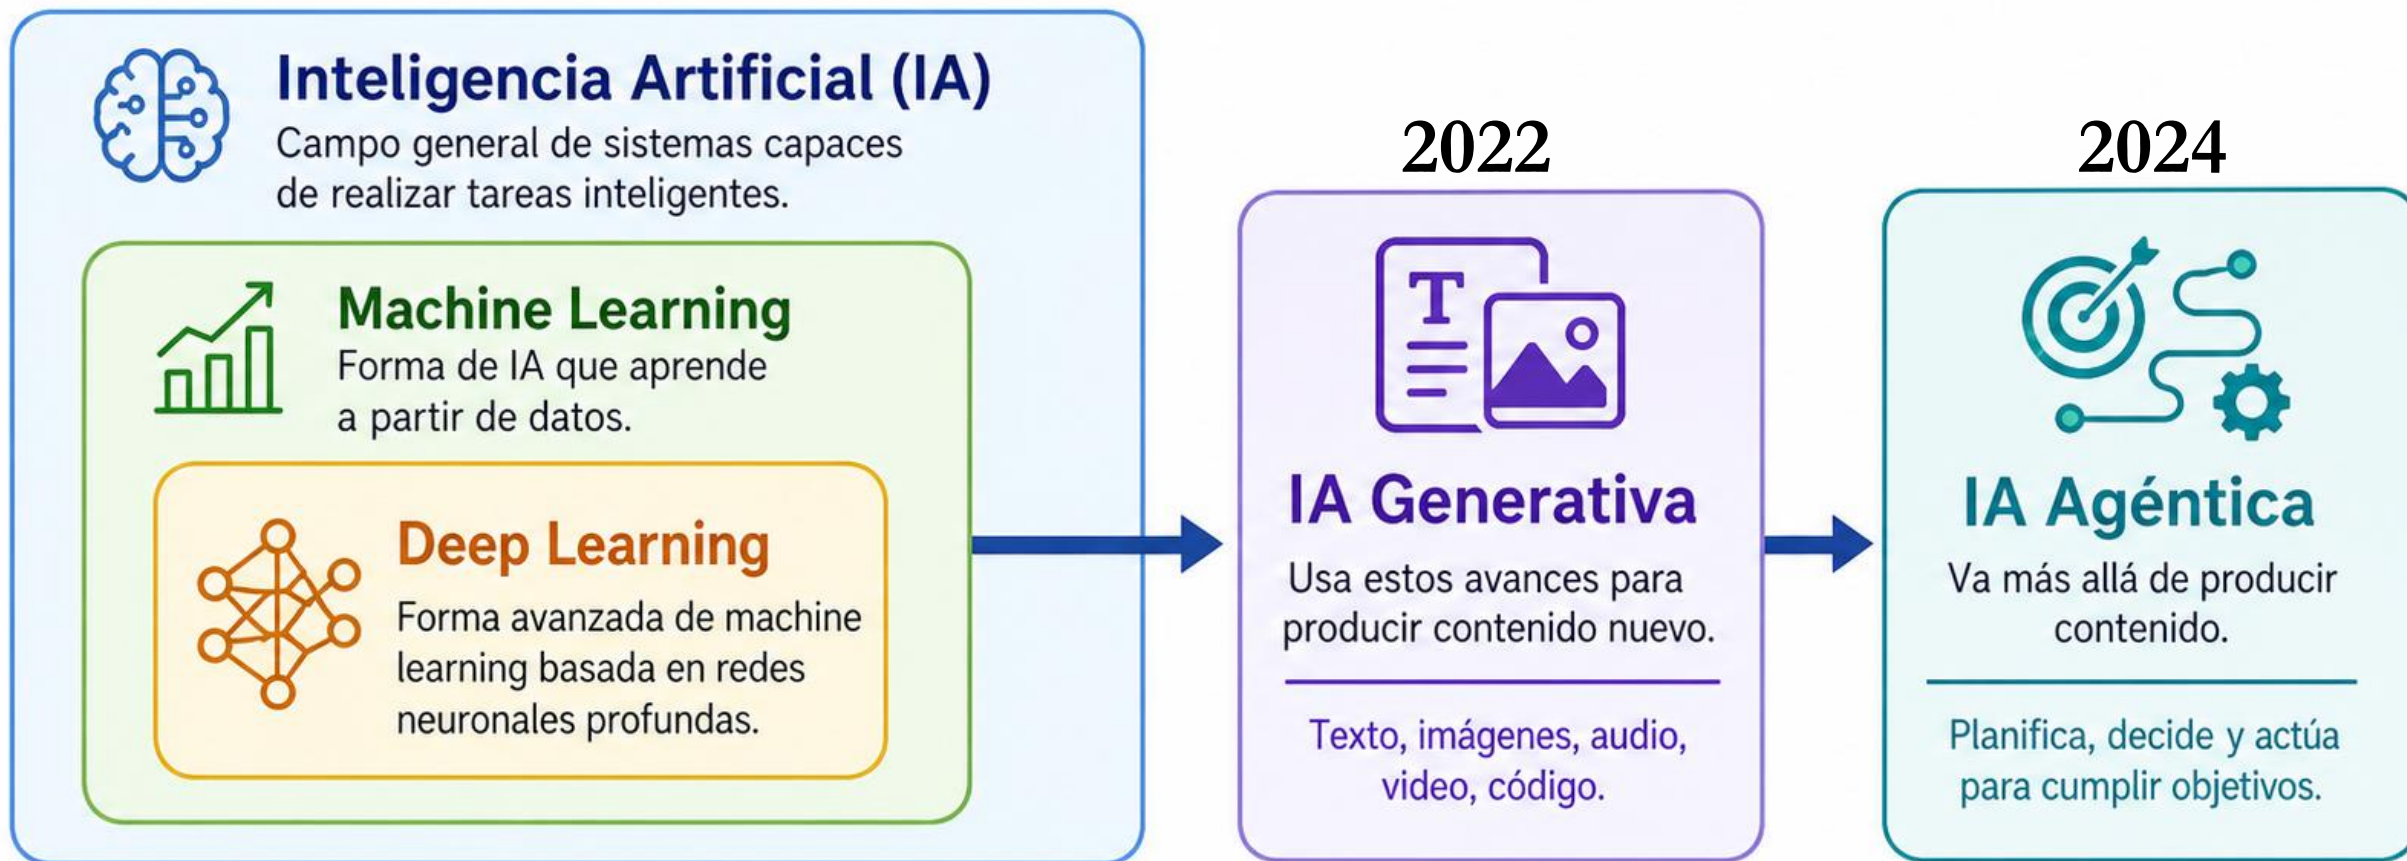 Inteligencia Artificial (IA)
Campo general de sistemas capaces
de realizar tareas inteligentes.
Machine Learning
Forma de IA que aprende
a partir de datos.
Deep Learning
Forma avanzada de machine
learning basada en redes
neuronales profundas.
2022
T
IA Generativa
Usa estos avances para
producir contenido nuevo.
Texto, imágenes, audio,
video, código.
2024
IA Agéntica
Va más allá de producir
contenido.
Planifica, decide y actúa
para cumplir objetivos.